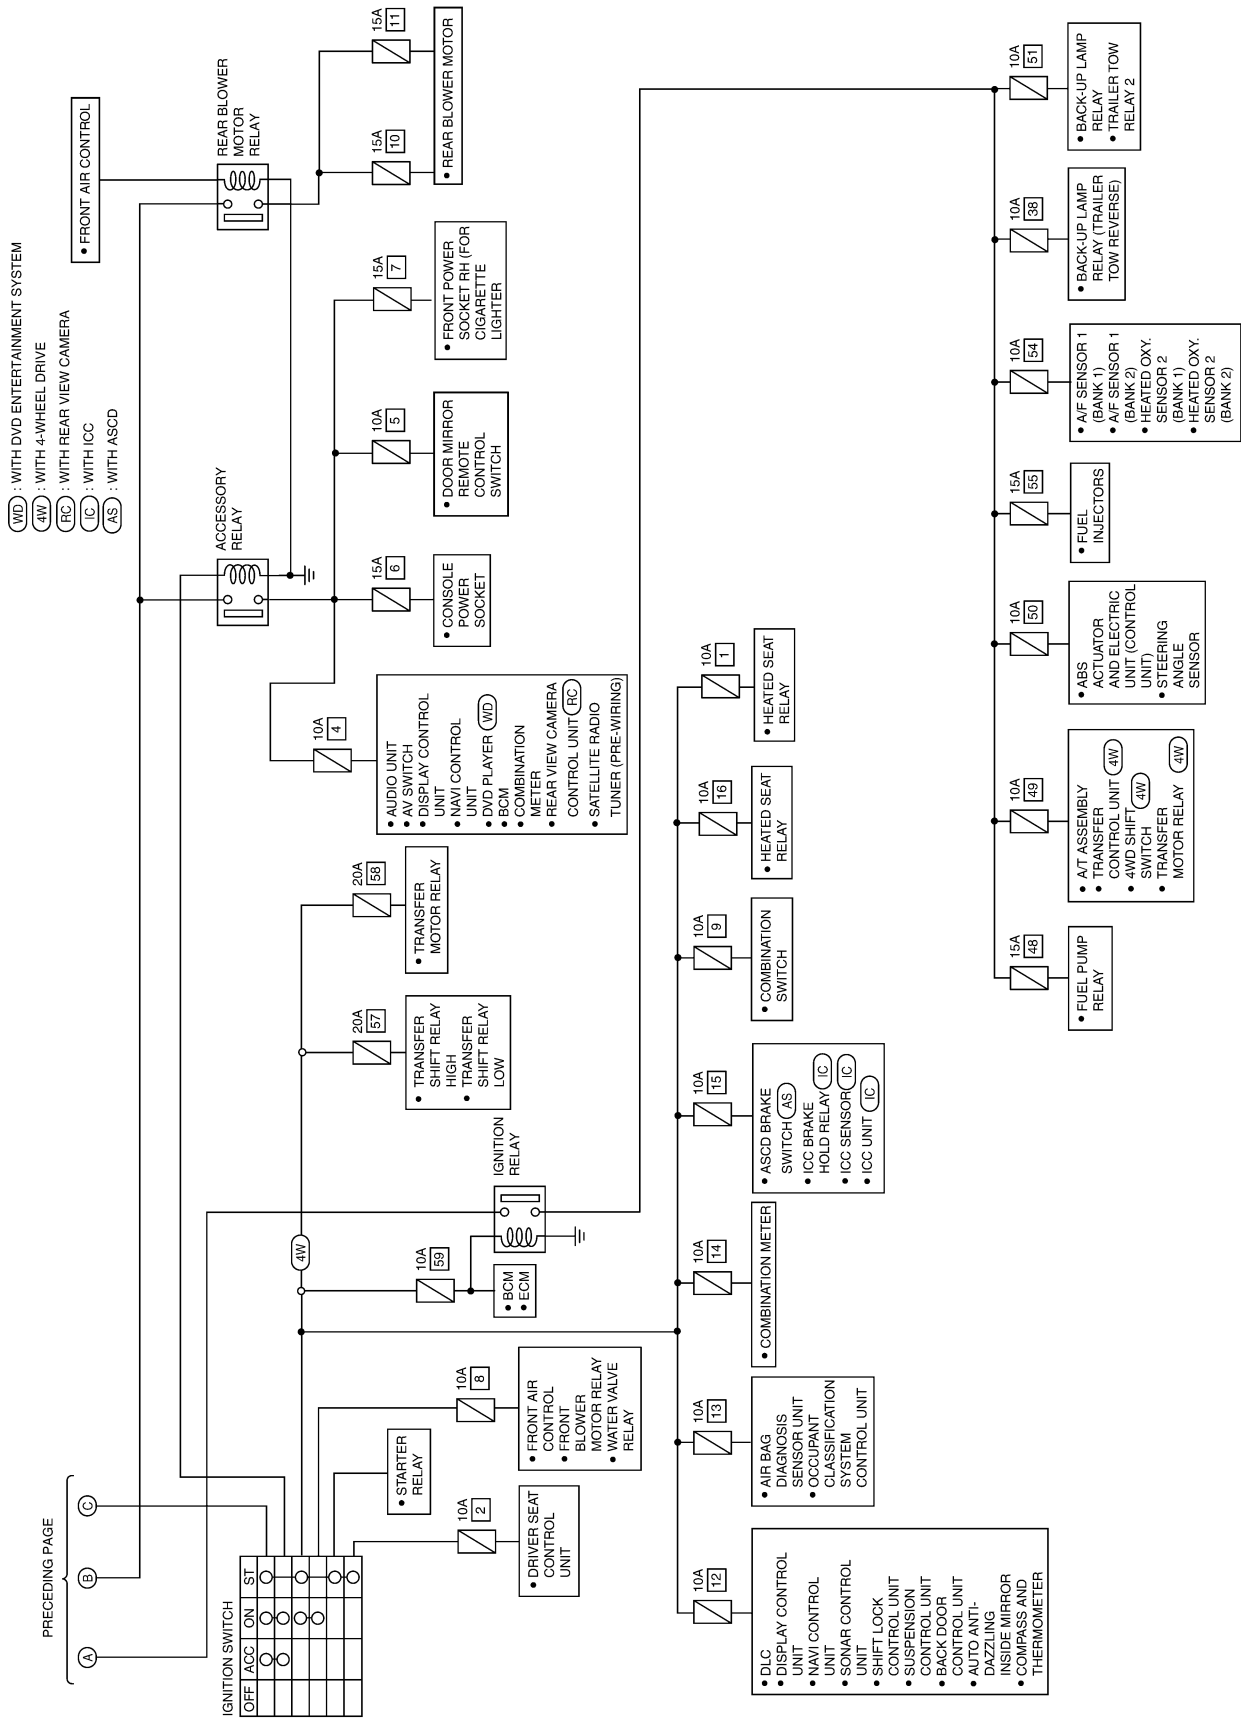 WD : WITH DVD ENTERTAINMENT SYSTEM
4W : WITH 4-WHEEL DRIVE
RC : WITH REAR VIEW CAMERA
IC : WITH ICC
AS : WITH ASCD
PRECEDING PAGE
A
B
C
IGNITION SWITCH
OFF
ACC
ON
ST
• FRONT AIR CONTROL
REAR BLOWER
MOTOR
RELAY
ACCESSORY
RELAY
15A
11
15A
10
• REAR BLOWER MOTOR
15A
7
• FRONT POWER
SOCKET RH (FOR
CIGARETTE
LIGHTER
10A
5
• DOOR MIRROR
REMOTE
CONTROL
SWITCH
15A
6
• CONSOLE
POWER
SOCKET
10A
4
• AUDIO UNIT
• AV SWITCH
• DISPLAY CONTROL
UNIT
• NAVI CONTROL
UNIT
• DVD PLAYER WD
• BCM
• COMBINATION
METER
• REAR VIEW CAMERA
CONTROL UNIT RC
• SATELLITE RADIO
TUNER (PRE-WIRING)
20A
58
• TRANSFER
MOTOR RELAY
20A
57
• TRANSFER
SHIFT RELAY
HIGH
• TRANSFER
SHIFT RELAY
LOW
4W
IGNITION
RELAY
10A
59
• BCM
• ECM
10A
8
• FRONT AIR
CONTROL
• FRONT
BLOWER
MOTOR RELAY
• WATER VALVE
RELAY
• STARTER
RELAY
10A
2
• DRIVER SEAT
CONTROL
UNIT
10A
12
• DLC
• DISPLAY CONTROL
UNIT
• NAVI CONTROL
UNIT
• SONAR CONTROL
UNIT
• SHIFT LOCK
CONTROL UNIT
• SUSPENSION
CONTROL UNIT
• BACK DOOR
CONTROL UNIT
• AUTO ANTI-
DAZZLING
INSIDE MIRROR
• COMPASS AND
THERMOMETER
10A
13
• AIR BAG
DIAGNOSIS
SENSOR UNIT
• OCCUPANT
CLASSIFICATION
SYSTEM
CONTROL UNIT
10A
14
• COMBINATION METER
10A
15
• ASCD BRAKE
SWITCH AS
• ICC BRAKE
HOLD RELAY IC
• ICC SENSOR IC
• ICC UNIT IC
10A
9
• COMBINATION
SWITCH
10A
16
• HEATED SEAT
RELAY
10A
1
• HEATED SEAT
RELAY
15A
48
• FUEL PUMP
RELAY
10A
49
• A/T ASSEMBLY
• TRANSFER
CONTROL UNIT 4W
• 4WD SHIFT
SWITCH 4W
• TRANSFER
MOTOR RELAY 4W
10A
50
• ABS
ACTUATOR
AND ELECTRIC
UNIT (CONTROL
UNIT)
• STEERING
ANGLE
SENSOR
15A
55
• FUEL
INJECTORS
10A
54
• A/F SENSOR 1
(BANK 1)
• A/F SENSOR 1
(BANK 2)
• HEATED OXY.
SENSOR 2
(BANK 1)
• HEATED OXY.
SENSOR 2
(BANK 2)
10A
38
• BACK-UP LAMP
RELAY (TRAILER
TOW REVERSE)
10A
51
• BACK-UP LAMP
RELAY
• TRAILER TOW
RELAY 2